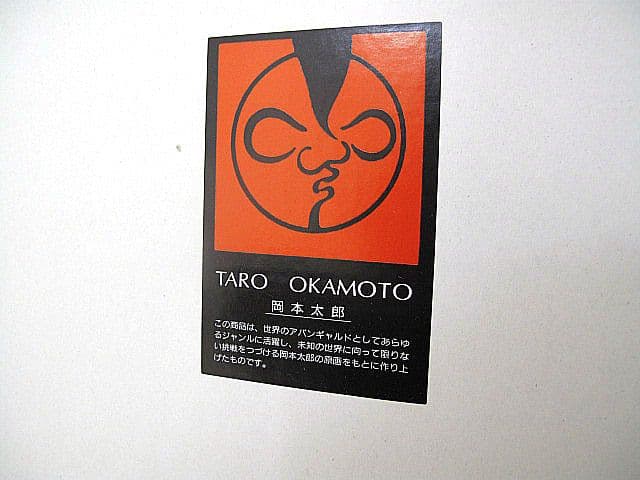 TARO OKAMOTO
岡本太郎
この商品は、世界のアバンギャルドとしてあらゆ
るジャンルに活躍し、未知の世界に向って限りな
い挑戦をつづける岡本太郎の原画をもとに作り上
げたものです。